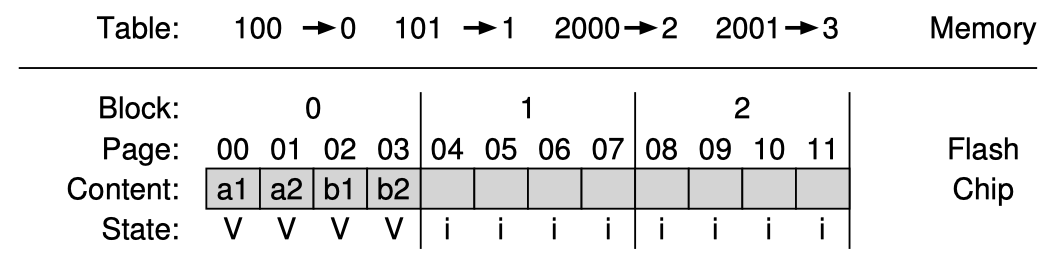 Table: 100 → 0 101 → 1 2000 → 2 2001 → 3 Memory
Block: 0 1 2
Page: 00 01 02 03 04 05 06 07 08 09 10 11 Flash
Content: a1 a2 b1 b2 Chip
State: V V V V i i i i i i i i